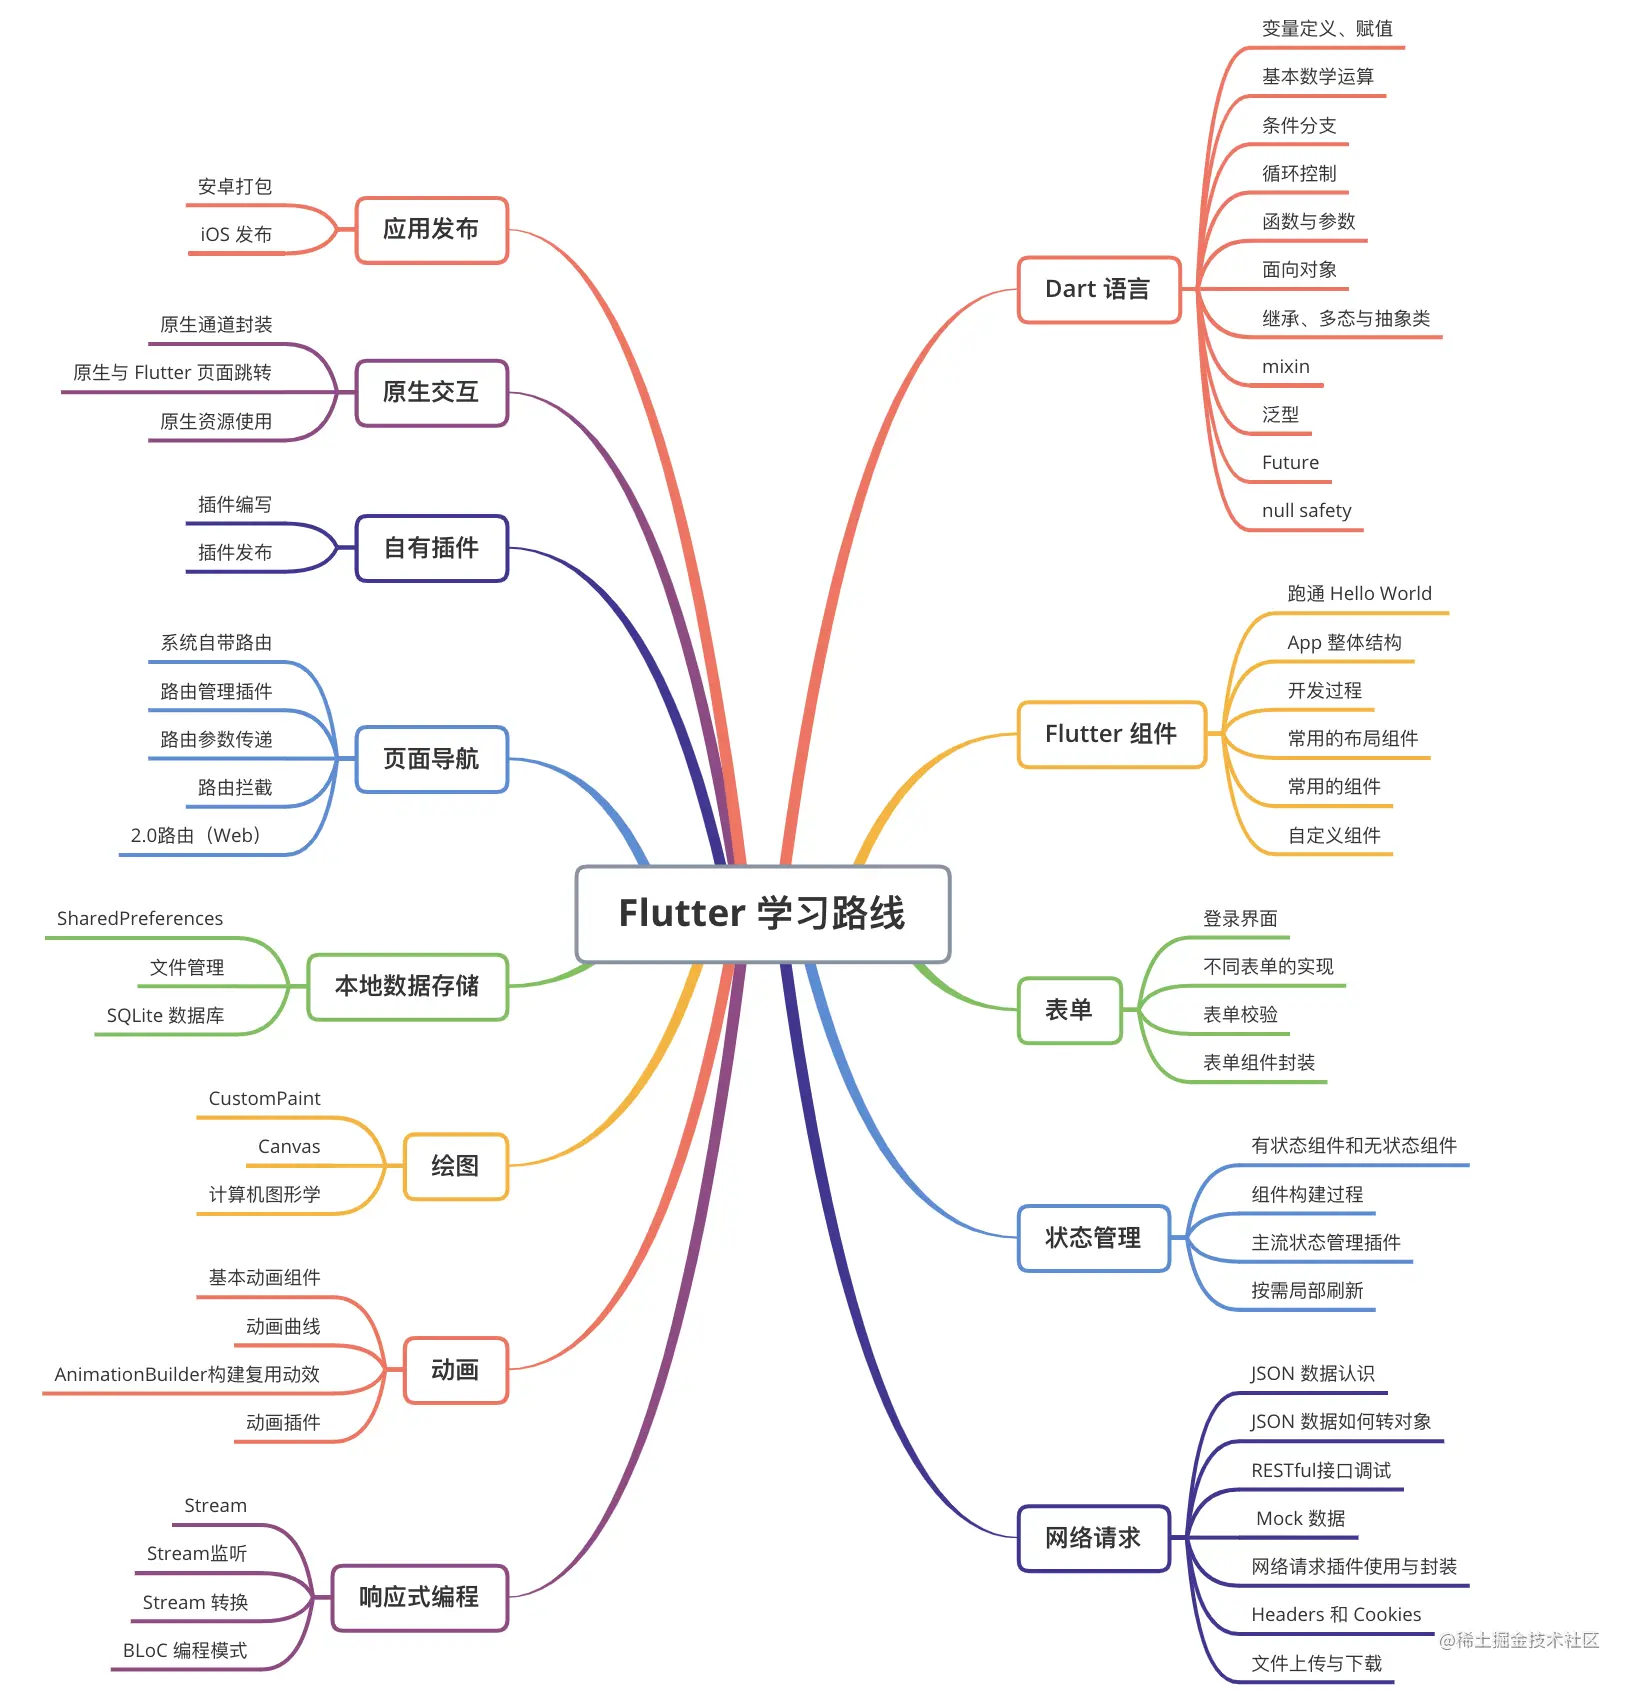 Flutter 学习路线
Dart 语言
变量定义、赋值
基本数学运算
条件分支
循环控制
函数与参数
面向对象
继承、多态与抽象类
mixin
泛型
Future
null safety
Flutter 组件
跑通 Hello World
App 整体结构
开发过程
常用的布局组件
常用的组件
自定义组件
表单
登录界面
不同表单的实现
表单校验
表单组件封装
状态管理
有状态组件和无状态组件
组件构建过程
主流状态管理插件
按需局部刷新
网络请求
JSON 数据认识
JSON 数据如何转对象
RESTful接口调试
Mock 数据
网络请求插件使用与封装
Headers 和 Cookies
文件上传与下载
应用发布
安卓打包
iOS 发布
原生交互
原生通道封装
原生与 Flutter 页面跳转
原生资源使用
自有插件
插件编写
插件发布
页面导航
系统自带路由
路由管理插件
路由参数传递
路由拦截
2.0路由（Web）
本地数据存储
SharedPreferences
文件管理
SQLite 数据库
绘图
CustomPaint
Canvas
计算机图形学
动画
基本动画组件
动画曲线
AnimationBuilder构建复用动效
动画插件
响应式编程
Stream
Stream监听
Stream 转换
BLoC 编程模式
@稀土掘金技术社区